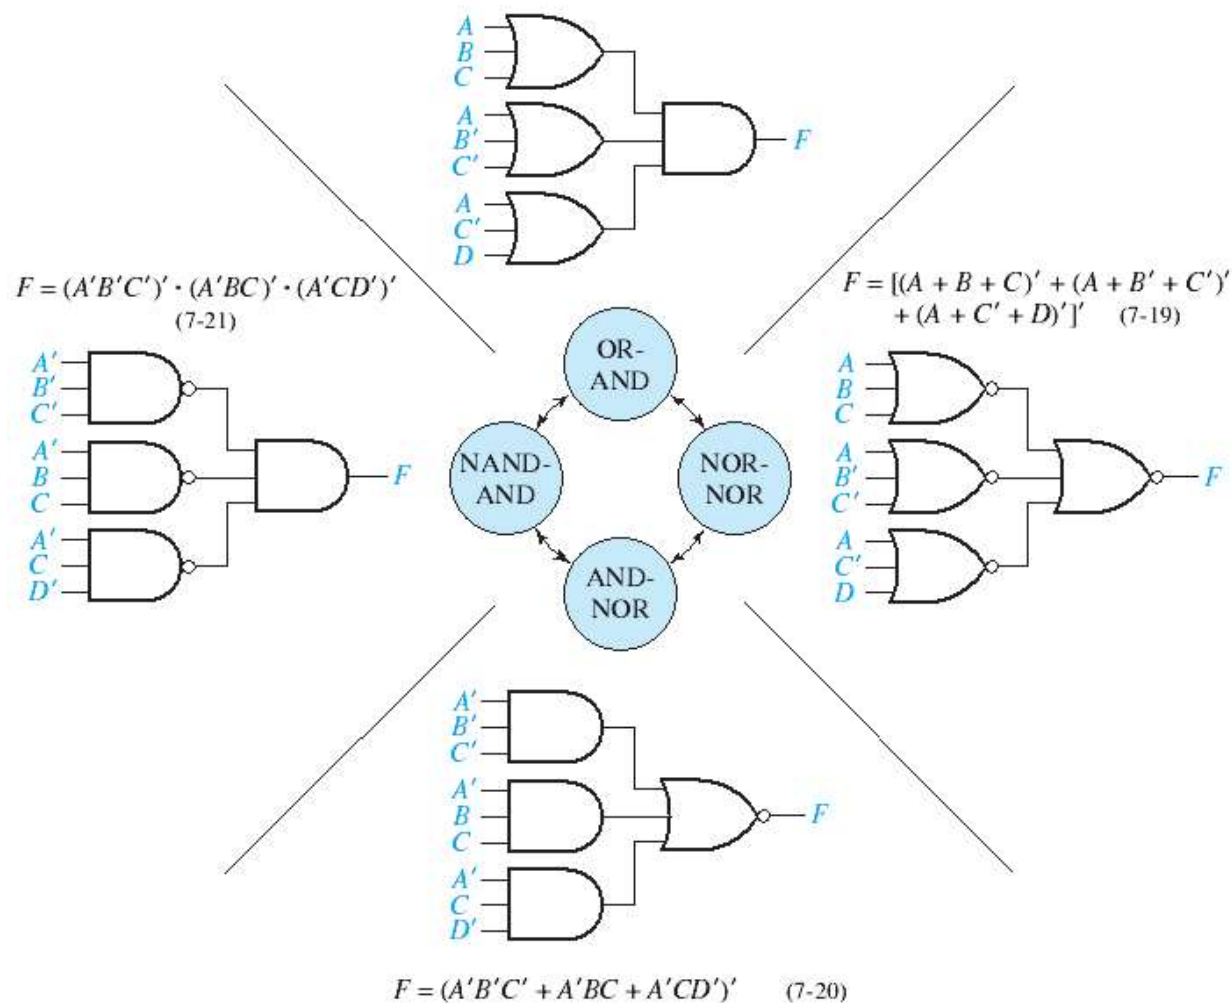 A
B
C
A
B′
C′
A
C′
D
F
F = (A′B′C′)′ · (A′BC)′ · (A′CD′)′
(7-21)
A′
B′
C′
A′
B
C
A′
C
D′
F
OR-
AND
NAND-
AND
NOR-
NOR
AND-
NOR
F = [(A + B + C)′ + (A + B′ + C′)′
+ (A + C′ + D)′]′ (7-19)
A
B
C
A
B′
C′
A
C′
D
F
A′
B′
C′
A′
B
C
A′
C
D′
F
F = (A′B′C′ + A′BC + A′CD′)′ (7-20)